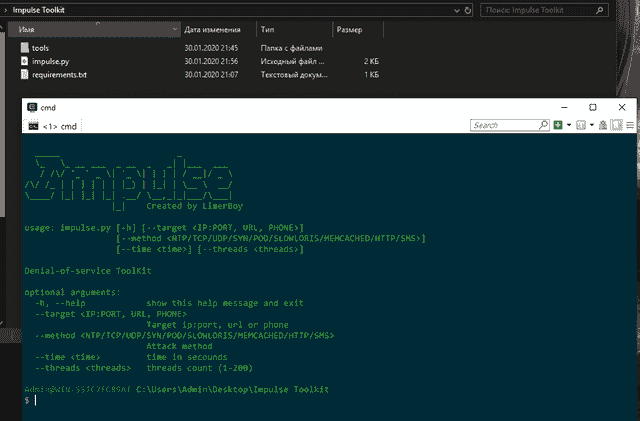 Impulse Toolkit
Поиск: Impulse Toolkit
Имя Дата изменения Тип Размер
tools 30.01.2020 21:45 Папка с файлами
impulse.py 30.01.2020 21:56 Исходный файл ... 2 КБ
requirements.txt 30.01.2020 21:07 Текстовый докум... 1 КБ
cmd
<1> cmd
Search
Impulse
Created by LimerBoy
usage: impulse.py [-h] [--target <IP:PORT, URL, PHONE>]
[--method <NTP/TCP/UDP/SYN/POD/SLOWLORIS/MEMCACHED/HTTP/SMS>]
[--time <time>] [--threads <threads>]
Denial-of-service ToolKit
optional arguments:
-h, --help show this help message and exit
--target <IP:PORT, URL, PHONE>
Target ip:port, url or phone
--method <NTP/TCP/UDP/SYN/POD/SLOWLORIS/MEMCACHED/HTTP/SMS>
Attack method
--time <time> time in secounds
--threads <threads> threads count (1-200)
C:\Users\Admin\Desktop\Impulse Toolkit
$